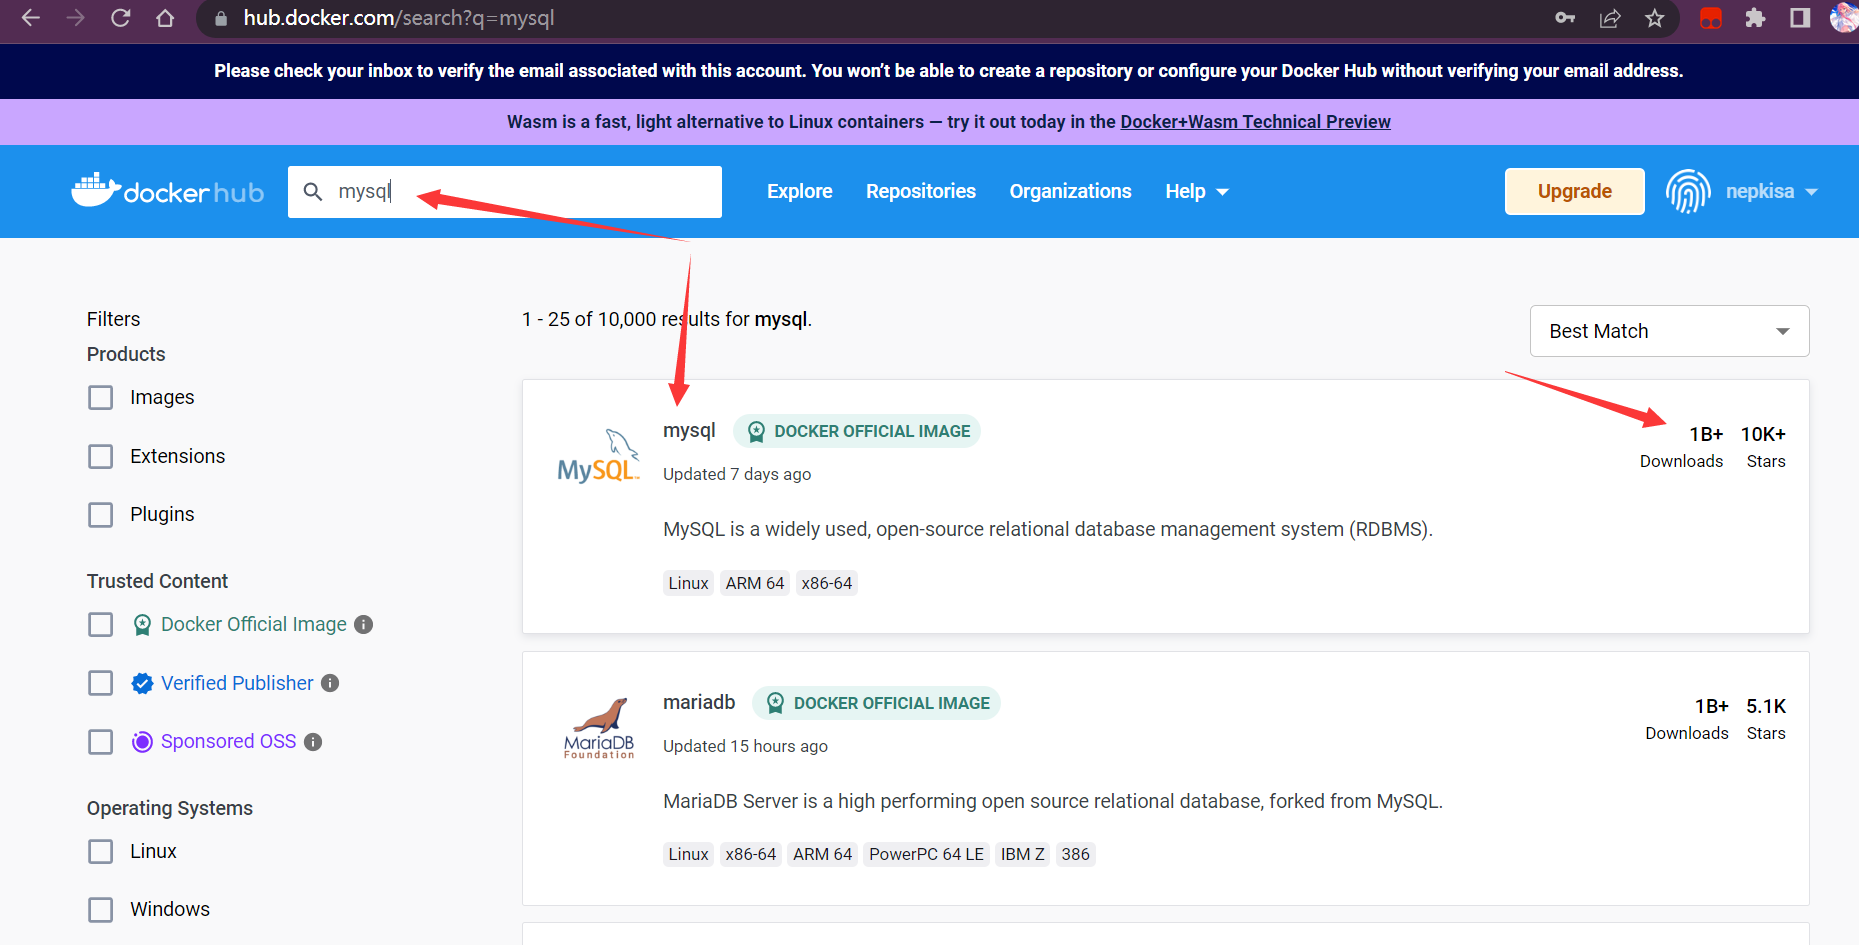 hub.docker.com/search?q=mysql
Please check your inbox to verify the email associated with this account. You won’t be able to create a repository or configure your Docker Hub without verifying your email address.
Wasm is a fast, light alternative to Linux containers — try it out today in the Docker+Wasm Technical Preview
docker hub
mysql
Explore
Repositories
Organizations
Help
Upgrade
nepkisa
Filters
Products
Images
Extensions
Plugins
Trusted Content
Docker Official Image
Verified Publisher
Sponsored OSS
Operating Systems
Linux
Windows
1 - 25 of 10,000 results for mysql.
Best Match
MySQL
mysql
DOCKER OFFICIAL IMAGE
1B+ 10K+
Downloads Stars
Updated 7 days ago
MySQL is a widely used, open-source relational database management system (RDBMS).
Linux ARM 64 x86-64
MariaDB
Foundation
mariadb
DOCKER OFFICIAL IMAGE
1B+ 5.1K
Downloads Stars
Updated 15 hours ago
MariaDB Server is a high performing open source relational database, forked from MySQL.
Linux x86-64 ARM 64 PowerPC 64 LE IBM Z 386